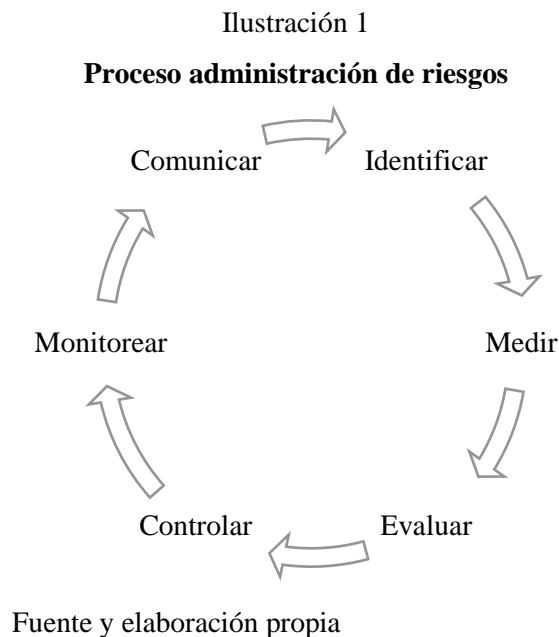 Ilustración 1
Proceso administración de riesgos
Comunicar
Identificar
Monitorear
Medir
Controlar
Evaluar
Fuente y elaboración propia